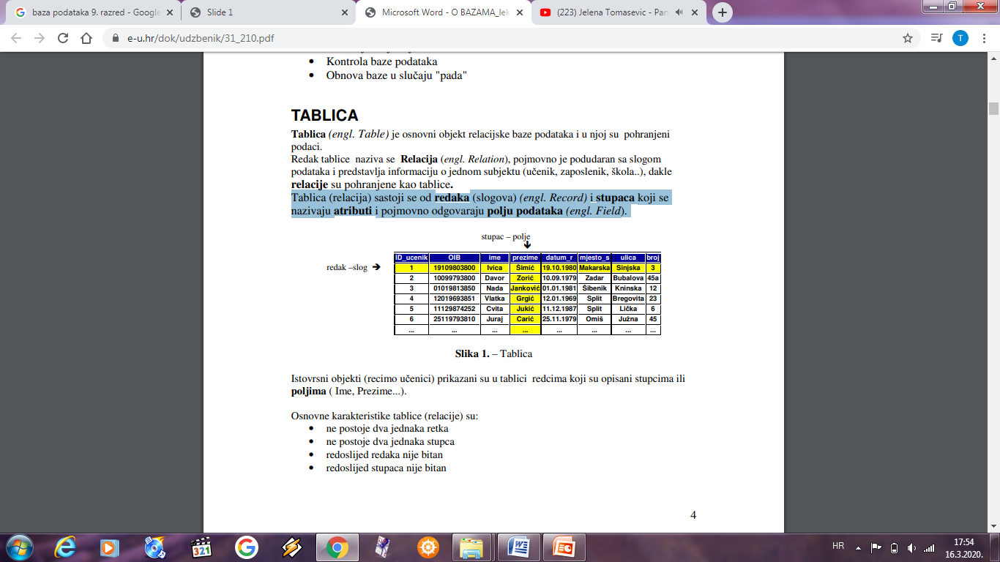 baza podataka 9. razred - Google
Slide 1
Microsoft Word - O BAZAMA_lek
(223) Jelena Tomasevic - Pan
e-u.hr/dok/udzbenik/31_210.pdf
T
Kontrola baze podataka
Obnova baze u slučaju "pada"
TABLICA
Tablica (engl. Table) je osnovni objekt relacijske baze podataka i u njoj su pohranjeni
podaci.
Redak tablice naziva se Relacija (engl. Relation), pojmovno je podudaran sa slogom
podataka i predstavlja informaciju o jednom subjektu (učenik, zaposlenik, škola..), dakle
relacije su pohranjene kao tablice.
Tablica (relacija) sastoji se od redaka (slogova) (engl. Record) i stupaca koji se
nazivaju atributi i pojmovno odgovaraju polju podataka (engl. Field).
stupac – polje
redak –slog
ID_ucenik OIB ime prezime datum_r mjesto_s ulica broj
1 19109803800 Ivica Šimić 19.10.1980 Makarska Sinjska 3
2 10099793800 Davor Zorić 10.09.1979 Zadar Bubalova 45a
3 01019813850 Nada Janković 01.01.1981 Šibenik Kninska 12
4 12019693851 Vlatka Grgić 12.01.1969 Split Bregovita 23
5 11129874252 Cvita Jukić 11.12.1987 Split Lička 6
6 25119793810 Juraj Carić 25.11.1979 Omiš Južna 45
... ... ... ... ... ... ... ...
Slika 1. – Tablica
Istovrsni objekti (recimo učenici) prikazani su u tablici redcima koji su opisani stupcima ili
poljima ( Ime, Prezime...).
Osnovne karakteristike tablice (relacije) su:
ne postoje dva jednaka retka
ne postoje dva jednaka stupca
redoslijed redaka nije bitan
redoslijed stupaca nije bitan
4
321
HR
17:54
16.3.2020.